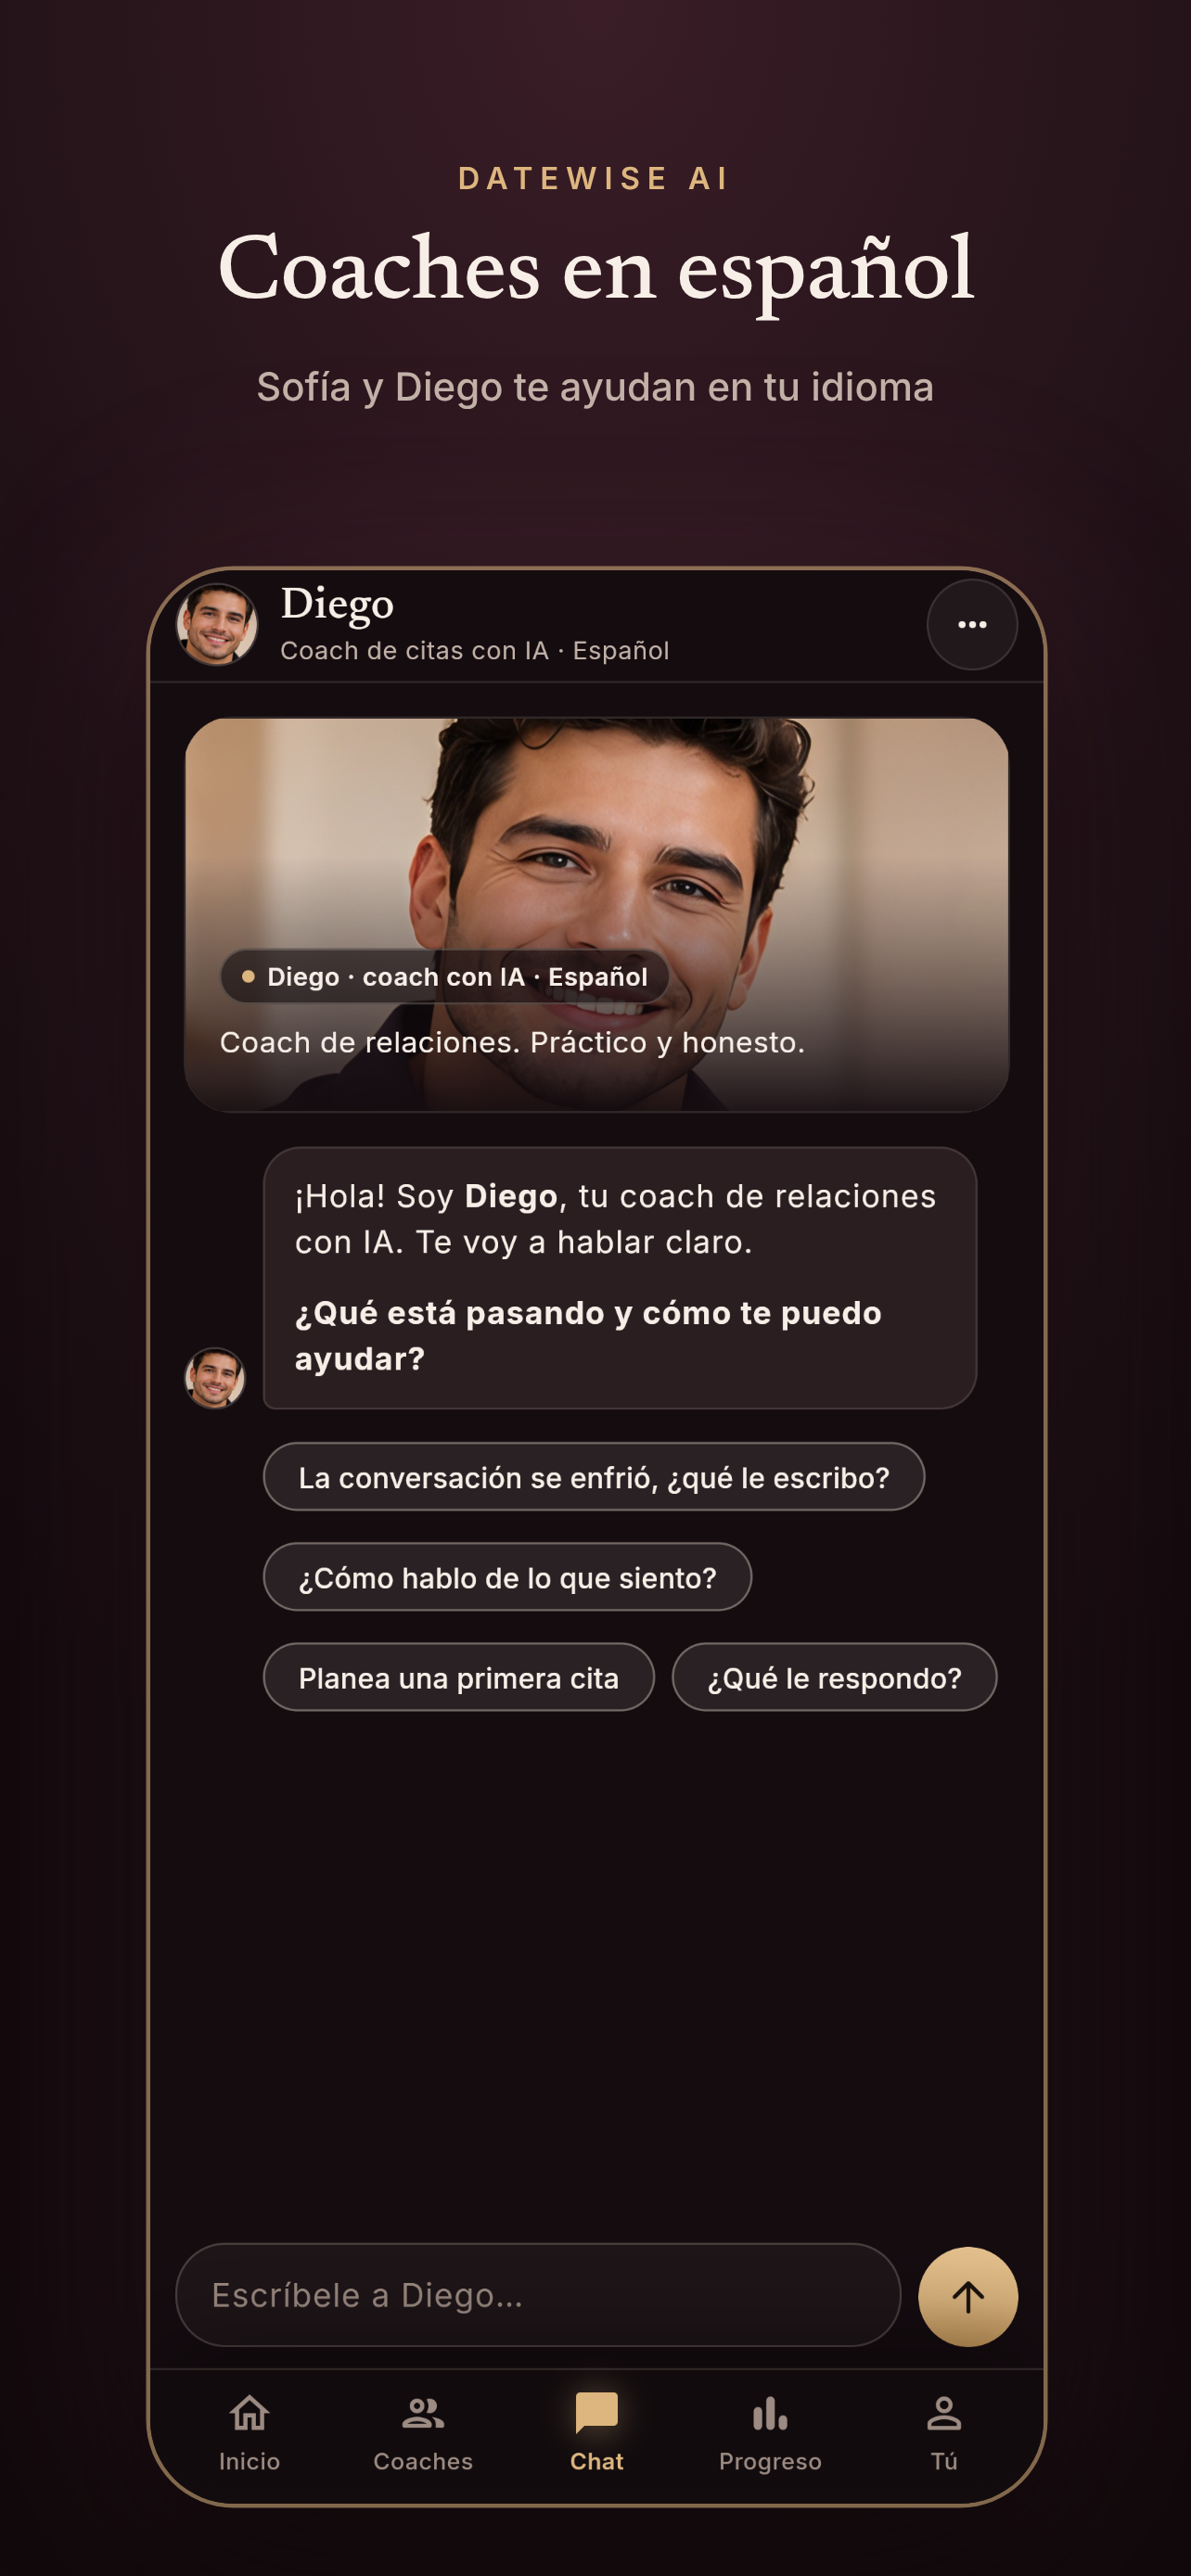 DATEWISE AI
Coaches en español
Sofía y Diego te ayudan en tu idioma
Diego
Coach de citas con IA · Español
Diego · coach con IA · Español
Coach de relaciones. Práctico y honesto.
¡Hola! Soy Diego, tu coach de relaciones
con IA. Te voy a hablar claro.
¿Qué está pasando y cómo te puedo
ayudar?
La conversación se enfrió, ¿qué le escribo?
¿Cómo hablo de lo que siento?
Planea una primera cita
¿Qué le respondo?
Escríbele a Diego...
Inicio
Coaches
Chat
Progreso
Tú